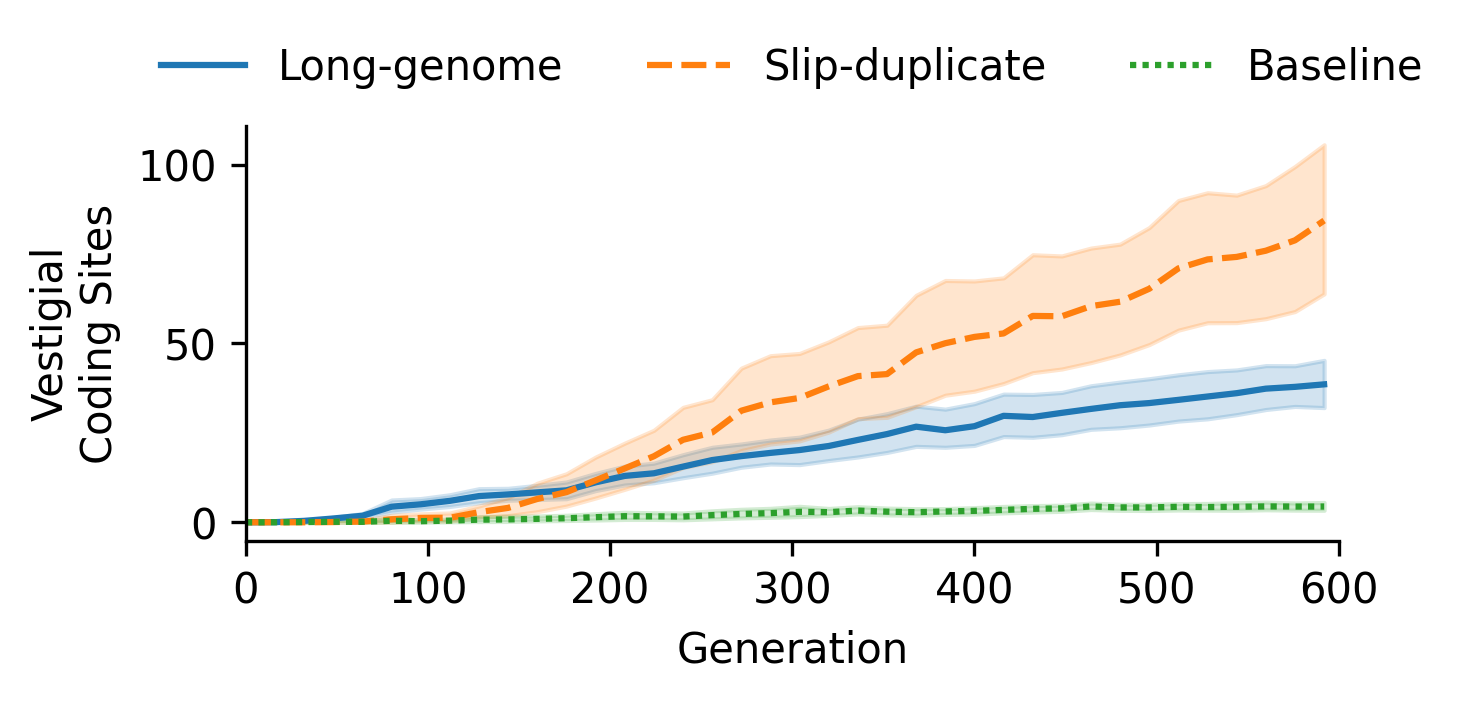 Long-genome Slip-duplicate Baseline
Vestigial
Coding Sites
100
50
0
0 100 200 300 400 500 600
Generation